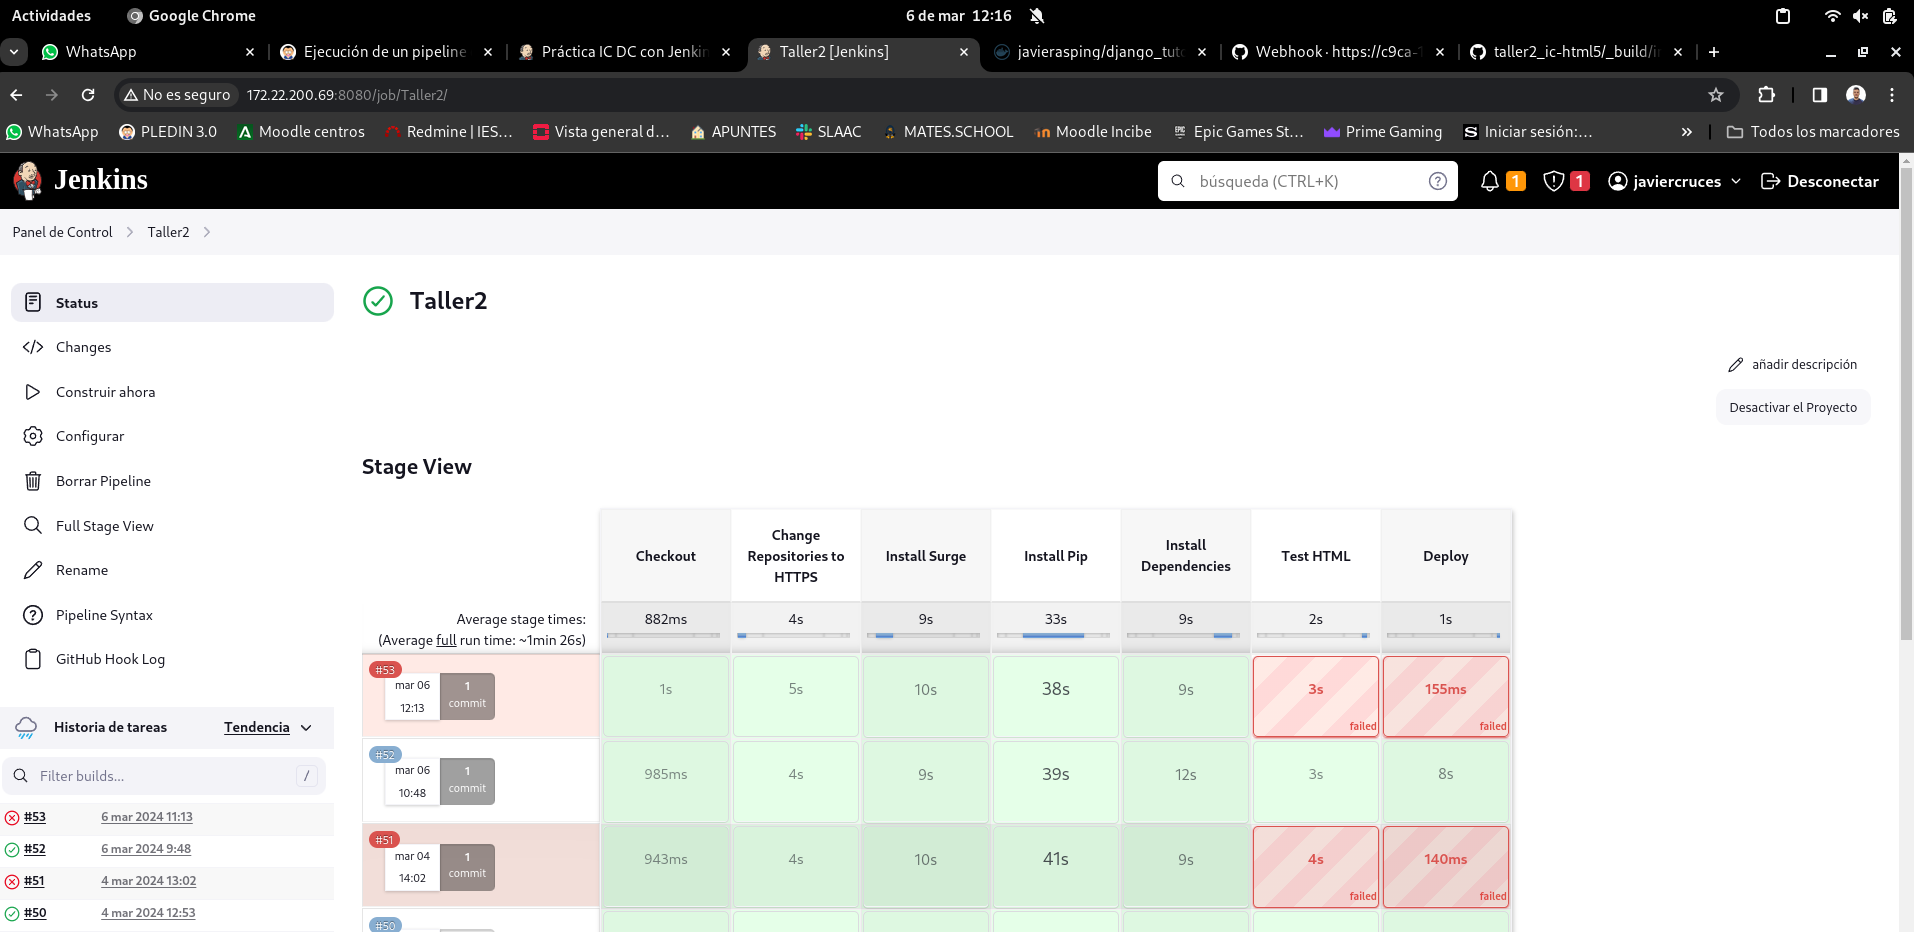 Actividades
Google Chrome
6 de mar 12:16
WhatsApp
Ejecución de un pipeline
Práctica IC DC con Jenkin
Taller2 [Jenkins]
javierasping/django_tuto
Webhook · https://c9ca-1
taller2_ic-html5/_build/in
No es seguro
172.22.200.69:8080/job/Taller2/
WhatsApp
PLEDIN 3.0
Moodle centros
Redmine | IES...
Vista general d...
APUNTES
SLAAC
MATES.SCHOOL
Moodle Incibe
Epic Games St...
Prime Gaming
Iniciar sesión:...
»
Todos los marcadores
Jenkins
búsqueda (CTRL+K)
1
1
javiercruces
Desconectar
Panel de Control
Taller2
Status
Changes
Construir ahora
Configurar
Borrar Pipeline
Full Stage View
Rename
Pipeline Syntax
GitHub Hook Log
Historia de tareas
Tendencia
Filter builds...
/
#53 6 mar 2024 11:13
#52 6 mar 2024 9:48
#51 4 mar 2024 13:02
#50 4 mar 2024 12:53
Taller2
añadir descripción
Desactivar el Proyecto
Stage View
Checkout
Change
Repositories to
HTTPS
Install Surge
Install Pip
Install
Dependencies
Test HTML
Deploy
Average stage times:
(Average full run time: ~1min 26s)
882ms 4s 9s 33s 9s 2s 1s
#53
mar 06
12:13
1
commit
1s 5s 10s 38s 9s 3s 155ms
failed failed
#52
mar 06
10:48
1
commit
985ms 4s 9s 39s 12s 3s 8s
#51
mar 04
14:02
1
commit
943ms 4s 10s 41s 9s 4s 140ms
failed failed
#50